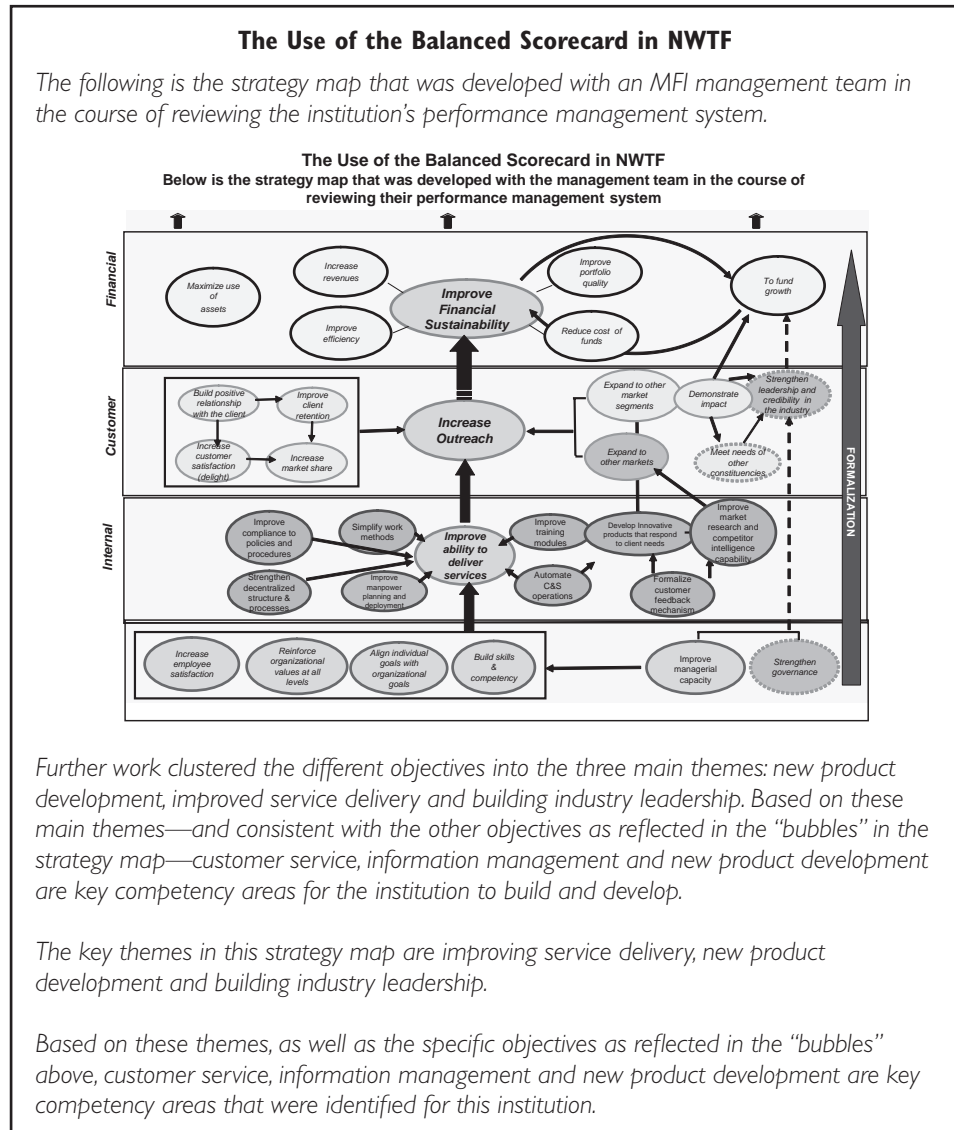 The Use of the Balanced Scorecard in NWTF
The following is the strategy map that was developed with an MFI management team in
the course of reviewing the institution’s performance management system.
The Use of the Balanced Scorecard in NWTF
Below is the strategy map that was developed with the management team in the course of
reviewing their performance management system
Financial
Maximize use
of
assets
Increase
revenues
Improve
efficiency
Improve
Financial
Sustainability
Improve
portfolio
quality
Reduce cost of
funds
To fund
growth
Customer
Build positive
relationship
with the client
Improve
client
retention
Increase
customer
satisfaction
(delight)
Increase
market share
Increase
Outreach
Expand to other
market
segments
Expand to
other markets
Demonstrate
impact
Strengthen
leadership and
credibility in
the industry
Meet needs of
other
constituencies
Internal
Improve
compliance to
policies and
procedures
Simplify work
methods
Strengthen
decentralized
structure &
processes
Improve
manpower
planning and
deployment
Improve
ability to
deliver
services
Improve
training
modules
Automate
C&S
operations
Develop Innovative
products that respond
to client needs
Formalize
customer
feedback
mechanism
Improve
market
research and
competitor
intelligence
capability
Increase
employee
satisfaction
Reinforce
organizational
values at all
levels
Align individual
goals with
organizational
goals
Build skills
&
competency
Improve
managerial
capacity
Strengthen
governance
FORMALIZATION
Further work clustered the different objectives into the three main themes: new product
development, improved service delivery and building industry leadership. Based on these
main themes—and consistent with the other objectives as reflected in the “bubbles” in the
strategy map—customer service, information management and new product development
are key competency areas for the institution to build and develop.
The key themes in this strategy map are improving service delivery, new product
development and building industry leadership.
Based on these themes, as well as the specific objectives as reflected in the “bubbles”
above, customer service, information management and new product development are key
competency areas that were identified for this institution.